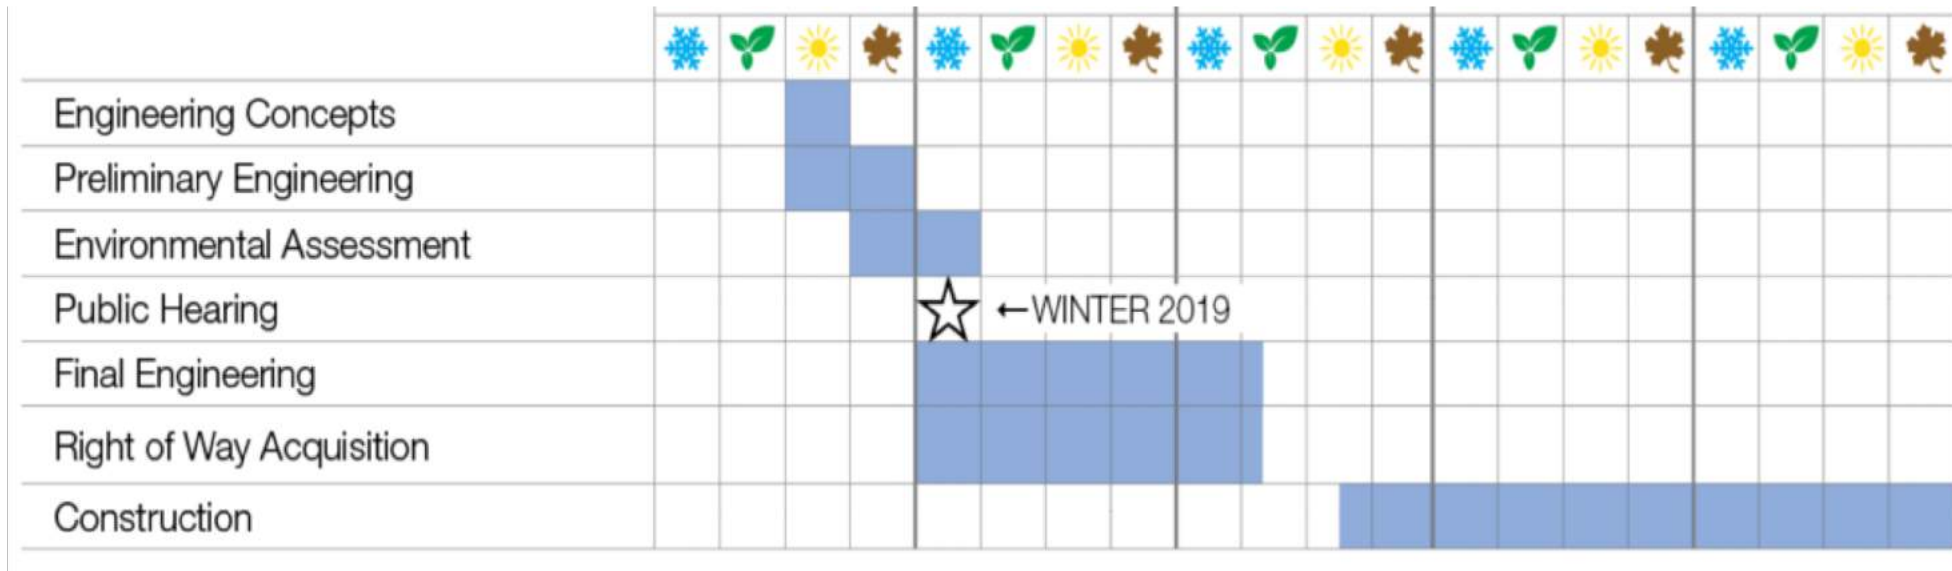 Engineering Concepts
Preliminary Engineering
Environmental Assessment
Public Hearing
←WINTER 2019
Final Engineering
Right of Way Acquisition
Construction